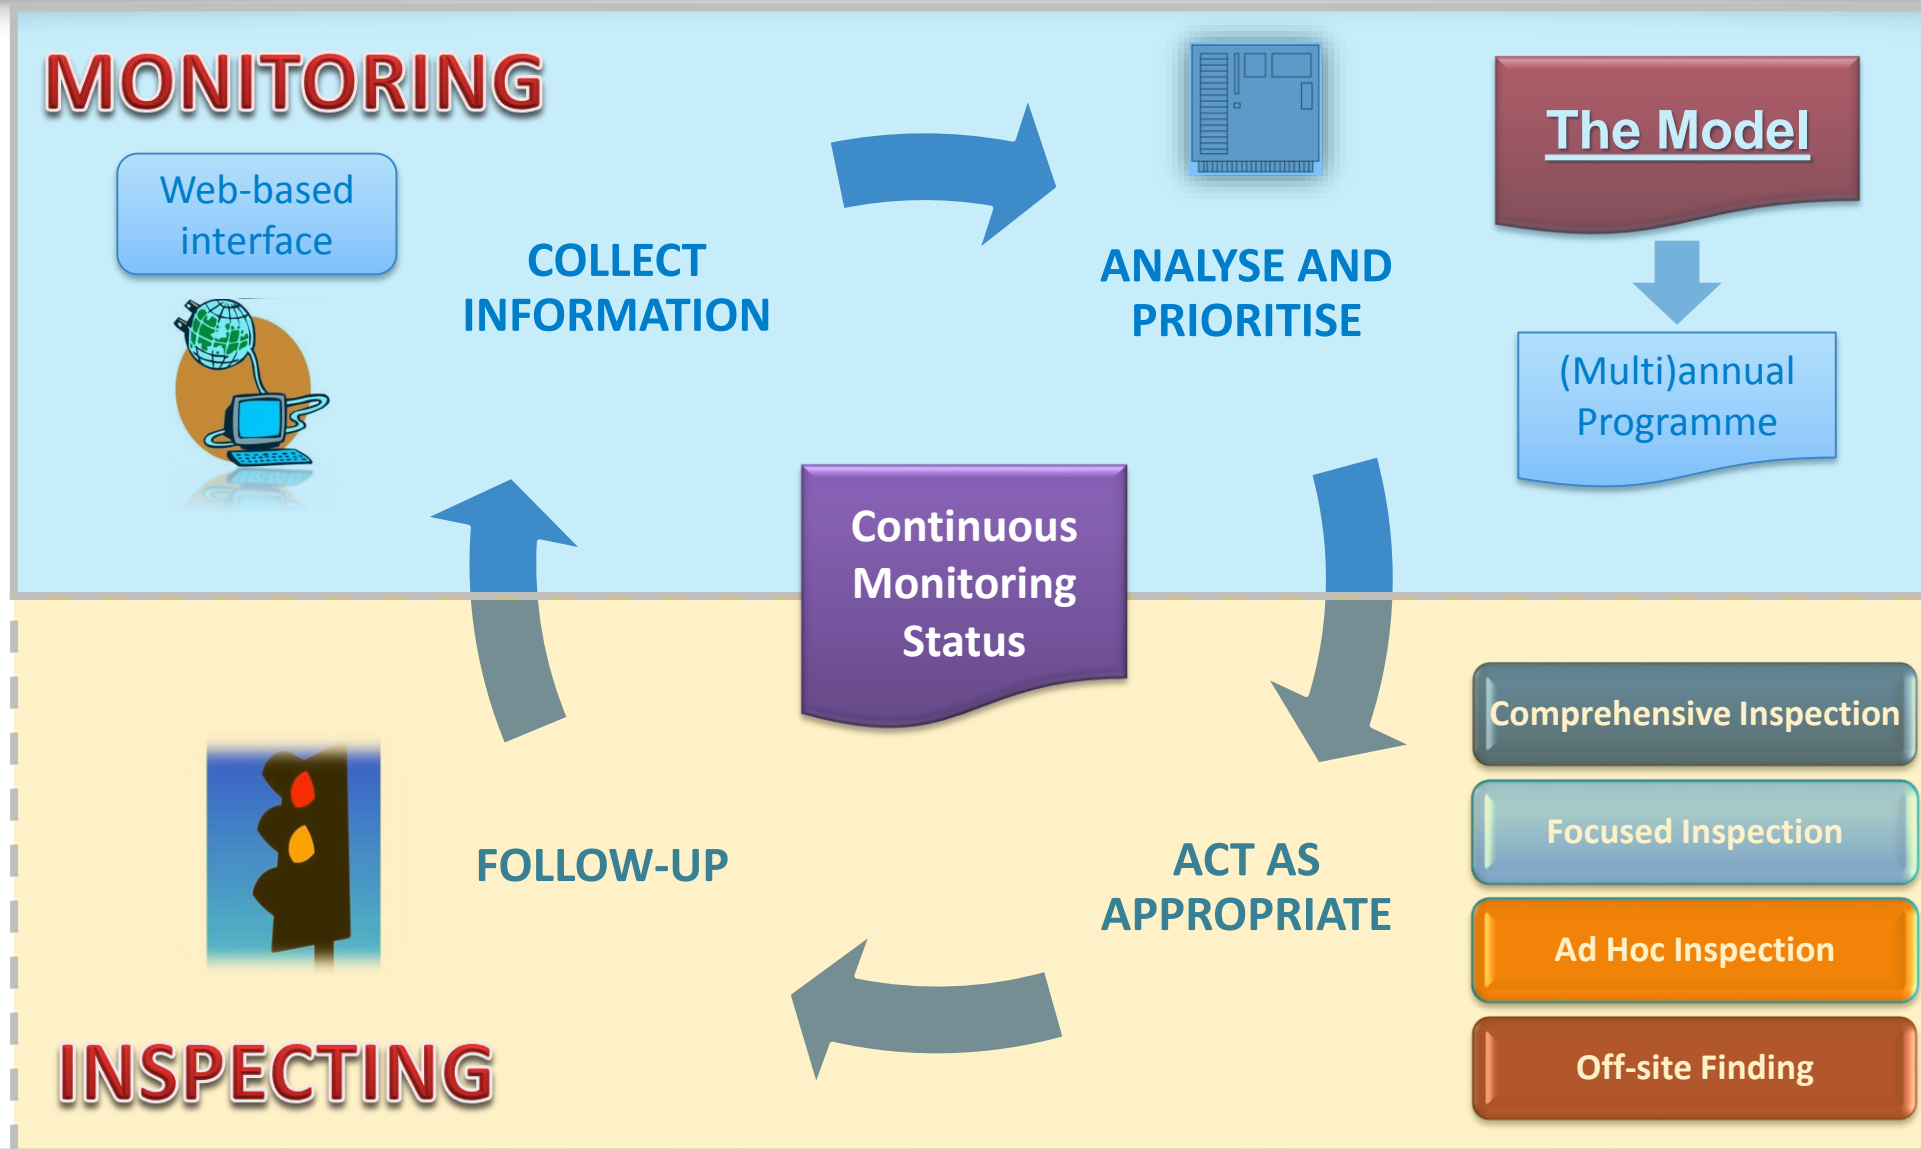 MONITORING
Web-based
interface
COLLECT
INFORMATION
ANALYSE AND
PRIORITISE
The Model
(Multi)annual
Programme
Continuous
Monitoring
Status
Comprehensive Inspection
Focused Inspection
Ad Hoc Inspection
Off-site Finding
ACT AS
APPROPRIATE
FOLLOW-UP
INSPECTING